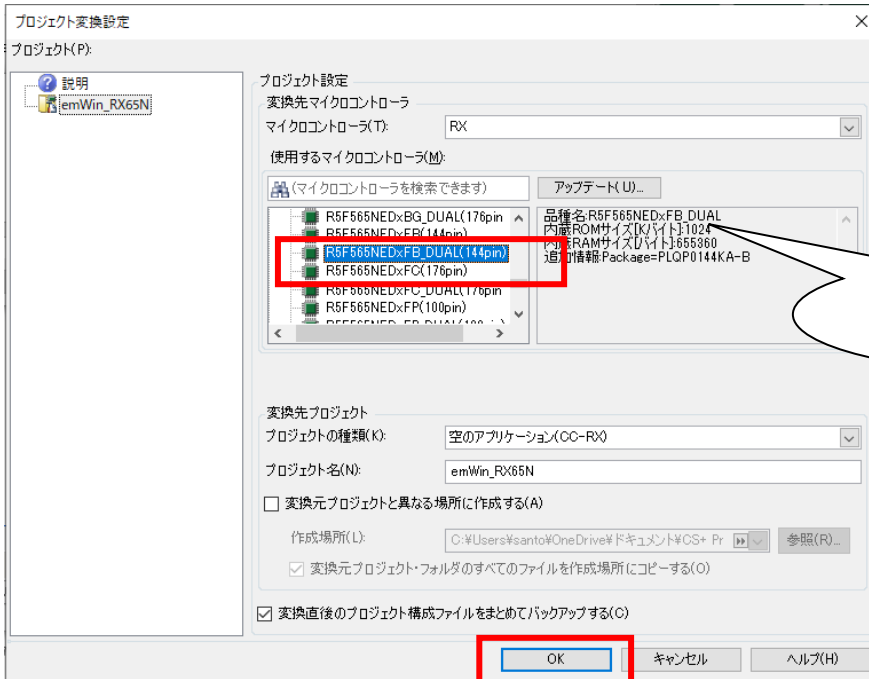 プロジェクト変換設定
プロジェクト(P):
説明
emWin_RX65N
プロジェクト設定
変換先マイクロコントローラ
マイクロコントローラ(T):
RX
使用するマイクロコントローラ(M):
(マイクロコントローラを検索できます)
アップデート(U)...
R5F565NEDxBG_DUAL(176pin
R5F565NEDxFB(144pin)
R5F565NEDxFB_DUAL(144pin)
R5F565NEDxFC(176pin)
R5F565NEDxFC_DUAL(176pin
R5F565NEDxFP(100pin)
品種名:R5F565NEDxFB_DUAL
内蔵ROMサイズ[Kバイト]:1024
内蔵RAMサイズ[バイト]:655360
追加情報:Package=PLQP0144KA-B
変換先プロジェクト
プロジェクトの種類(K):
空のアプリケーション(CC-RX)
プロジェクト名(N):
emWin_RX65N
変換元プロジェクトと異なる場所に作成する(A)
作成場所(L):
C:¥Users¥santo¥OneDrive¥ドキュメント¥CS+ Pr
参照(R)...
変換元プロジェクト・フォルダのすべてのファイルを作成場所にコピーする(O)
変換直後のプロジェクト構成ファイルをまとめてバックアップする(C)
OK
キャンセル
ヘルプ(H)